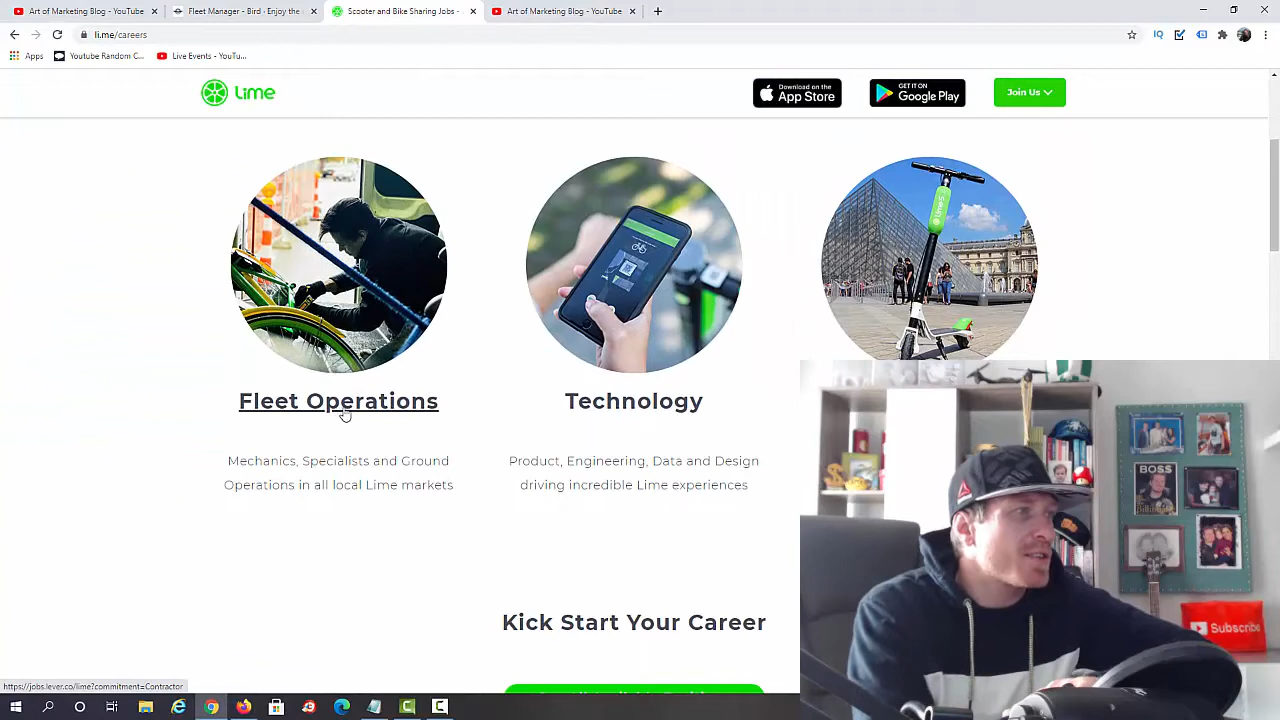 Art of Marketing Blog - YouTube
Fleet Manager - Bird · Enjoy the
Scooter and Bike Sharing Jobs -
Art of Marketing Blog - YouTube
li.me/careers
IQ
Apps
Youtube Random C...
Live Events - YouTu...
Lime
Download on the
App Store
GET IT ON
Google Play
Join Us
Fleet Operations
Technology
Mechanics, Specialists and Ground
Operations in all local Lime markets
Product, Engineering, Data and Design
driving incredible Lime experiences
Kick Start Your Career
BOSS
Subscribe
https://jobs.lever.co/lime?commitment=Contractor